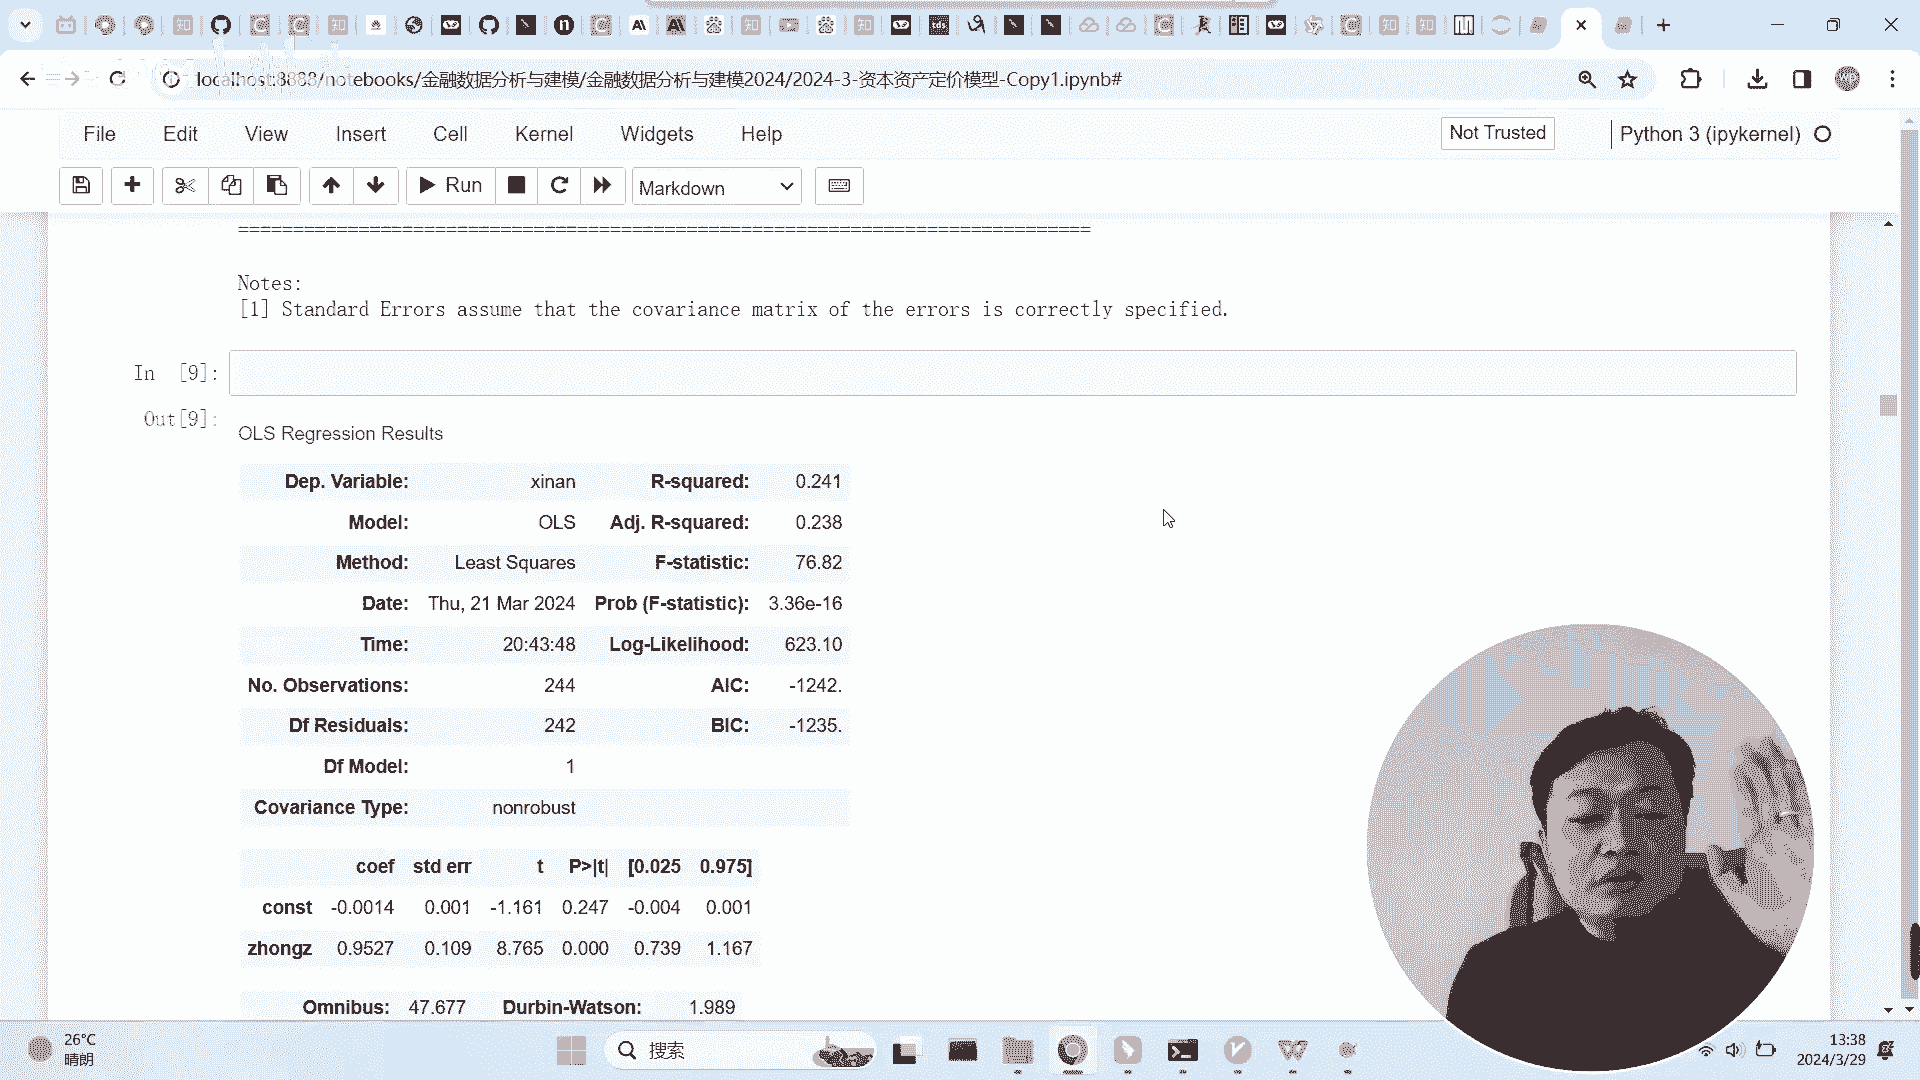 localhost:8888/notebooks/金融数据分析与建模/金融数据分析与建模2024/2024-3-资本资产定价模型-Copy1.ipynb#
File Edit View Insert Cell Kernel Widgets Help Not Trusted Python 3 (ipykernel)
Run Markdown
Notes:
[1] Standard Errors assume that the covariance matrix of the errors is correctly specified.
In [9]:
Out[9]:
OLS Regression Results
Dep. Variable: xinan R-squared: 0.241
Model: OLS Adj. R-squared: 0.238
Method: Least Squares F-statistic: 76.82
Date: Thu, 21 Mar 2024 Prob (F-statistic): 3.36e-16
Time: 20:43:48 Log-Likelihood: 623.10
No. Observations: 244 AIC: -1242.
Df Residuals: 242 BIC: -1235.
Df Model: 1
Covariance Type: nonrobust
coef std err t P>|t| [0.025 0.975]
const -0.0014 0.001 -1.161 0.247 -0.004 0.001
zhongz 0.9527 0.109 8.765 0.000 0.739 1.167
Omnibus: 47.677 Durbin-Watson: 1.989
26°C
晴朗
搜索
13:38
2024/3/29